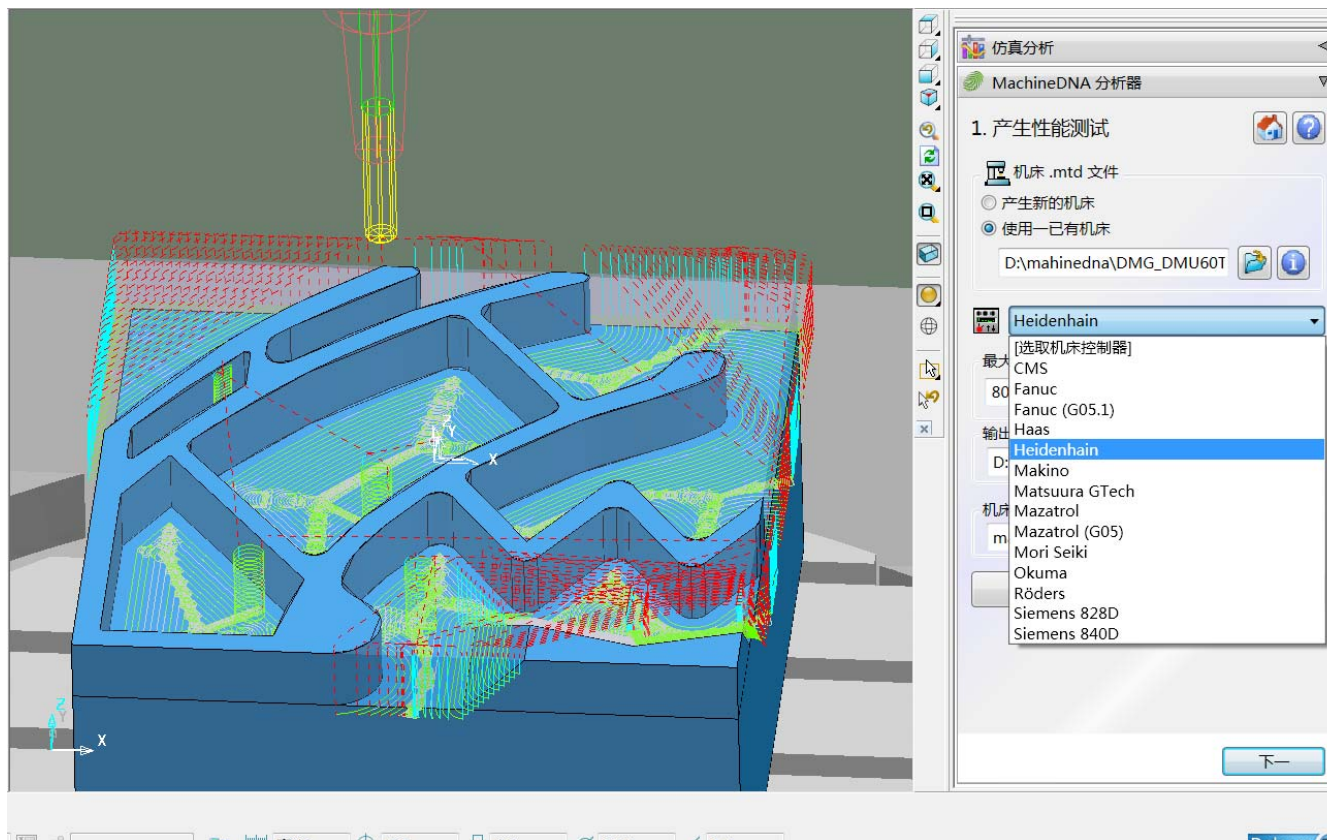 仿真分析
MachineDNA 分析器
1. 产生性能测试
机床 .mtd 文件
产生新的机床
使用一已有机床
D:\mahinedna\DMG_DMU60T
Heidenhain
[选取机床控制器]
CMS
最大
Fanuc
80
Fanuc (G05.1)
Haas
输出
Heidenhain
D:
Makino
Matsuura GTech
机床
Mazatrol
m
Mazatrol (G05)
Mori Seiki
Okuma
Röders
Siemens 828D
Siemens 840D
下一
Z
Y
X
Z
Y
X